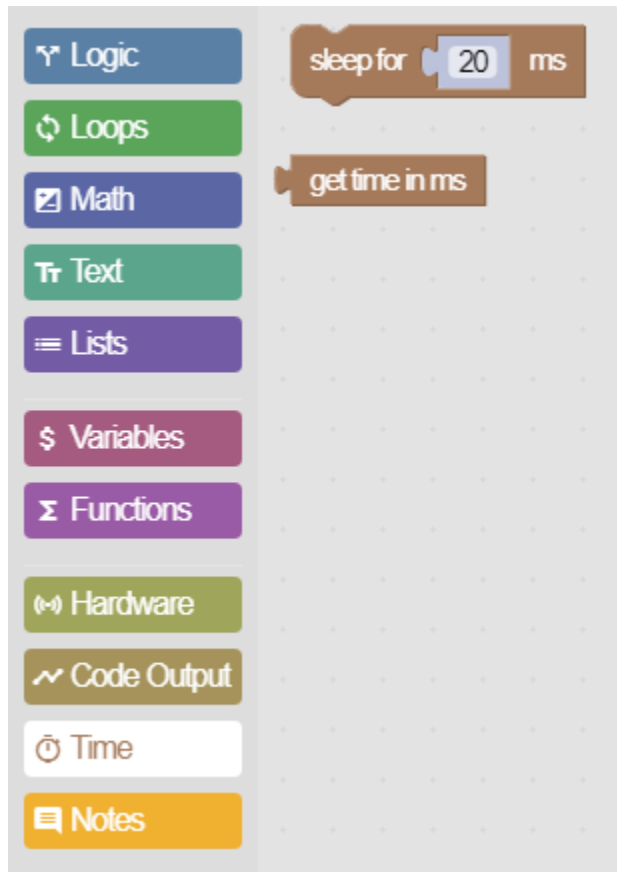 Logic
Loops
Math
Text
Lists
Variables
Functions
Hardware
Code Output
Time
Notes
sleep for 20 ms
get time in ms